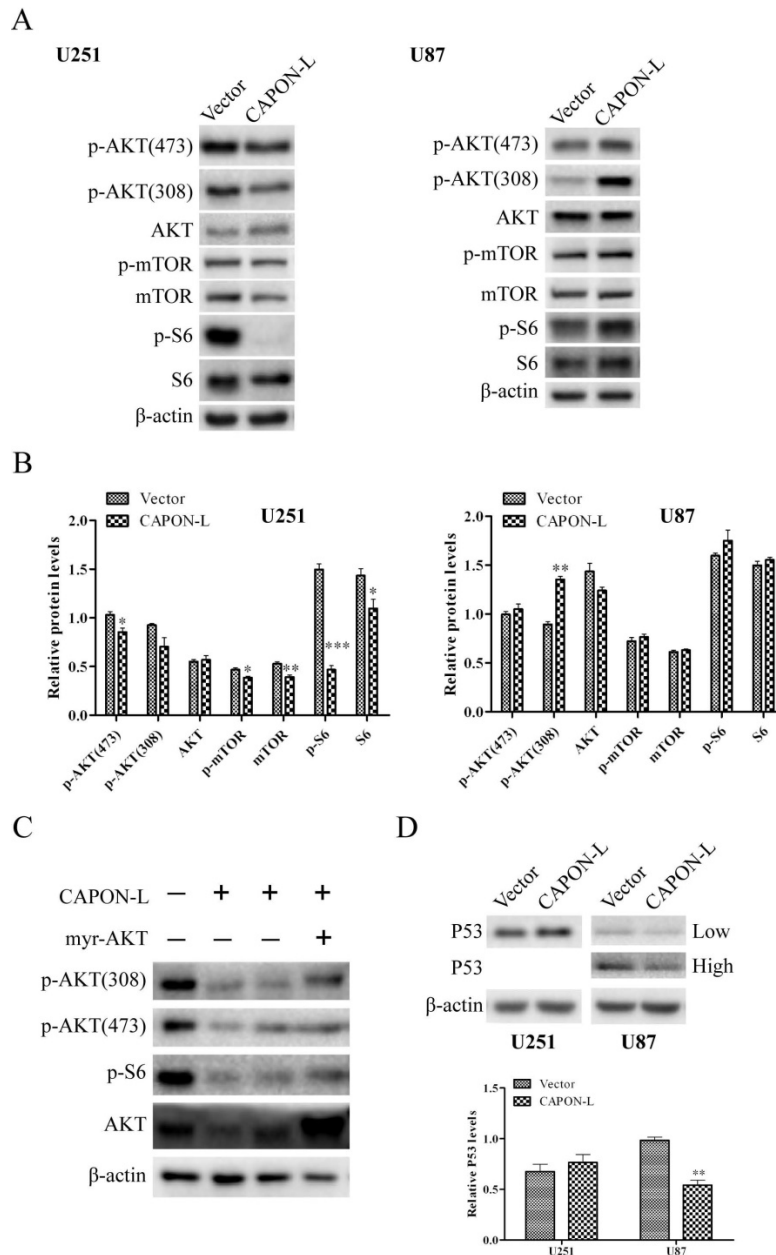 A
U251
Vector
CAPON-L
p-AKT(473)
p-AKT(308)
AKT
p-mTOR
mTOR
p-S6
S6
β-actin
U87
Vector
CAPON-L
p-AKT(473)
p-AKT(308)
AKT
p-mTOR
mTOR
p-S6
S6
β-actin
B
Vector
CAPON-L
U251
Relative protein levels
2.0
1.5
1.0
0.5
0.0
*
*
**
***
*
p-AKT(473)
p-AKT(308)
AKT
p-mTOR
mTOR
p-S6
S6
Vector
CAPON-L
U87
Relative protein levels
2.0
1.5
1.0
0.5
0.0
**
p-AKT(473)
p-AKT(308)
AKT
p-mTOR
mTOR
p-S6
S6
C
CAPON-L — + + +
myr-AKT — — — +
p-AKT(308)
p-AKT(473)
p-S6
AKT
β-actin
D
Vector
CAPON-L
Vector
CAPON-L
P53 Low
P53 High
β-actin
U251 U87
Vector
CAPON-L
Relative P53 levels
1.5
1.0
0.5
0.0
**
U251 U87